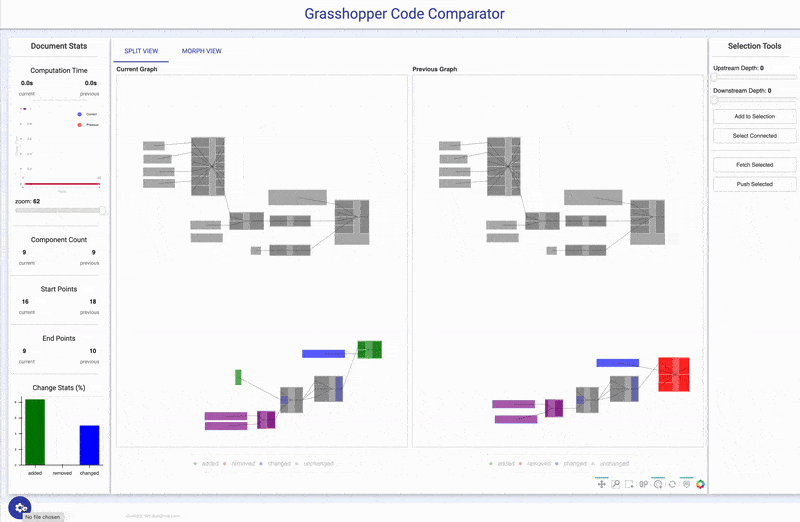 Grasshopper Code Comparator
Document Stats
Computation Time
0.0s 0.0s
current previous
Current
Previous
zoom: 62
Component Count
9 9
current previous
Start Points
16 18
current previous
End Points
9 10
current previous
Change Stats (%)
added removed changed
SPLIT VIEW MORPH VIEW
Current Graph
added removed changed unchanged
Previous Graph
added removed changed unchanged
Selection Tools
Upstream Depth: 0
Downstream Depth: 0
Add to Selection
Select Connected
Fetch Selected
Push Selected
No file chosen